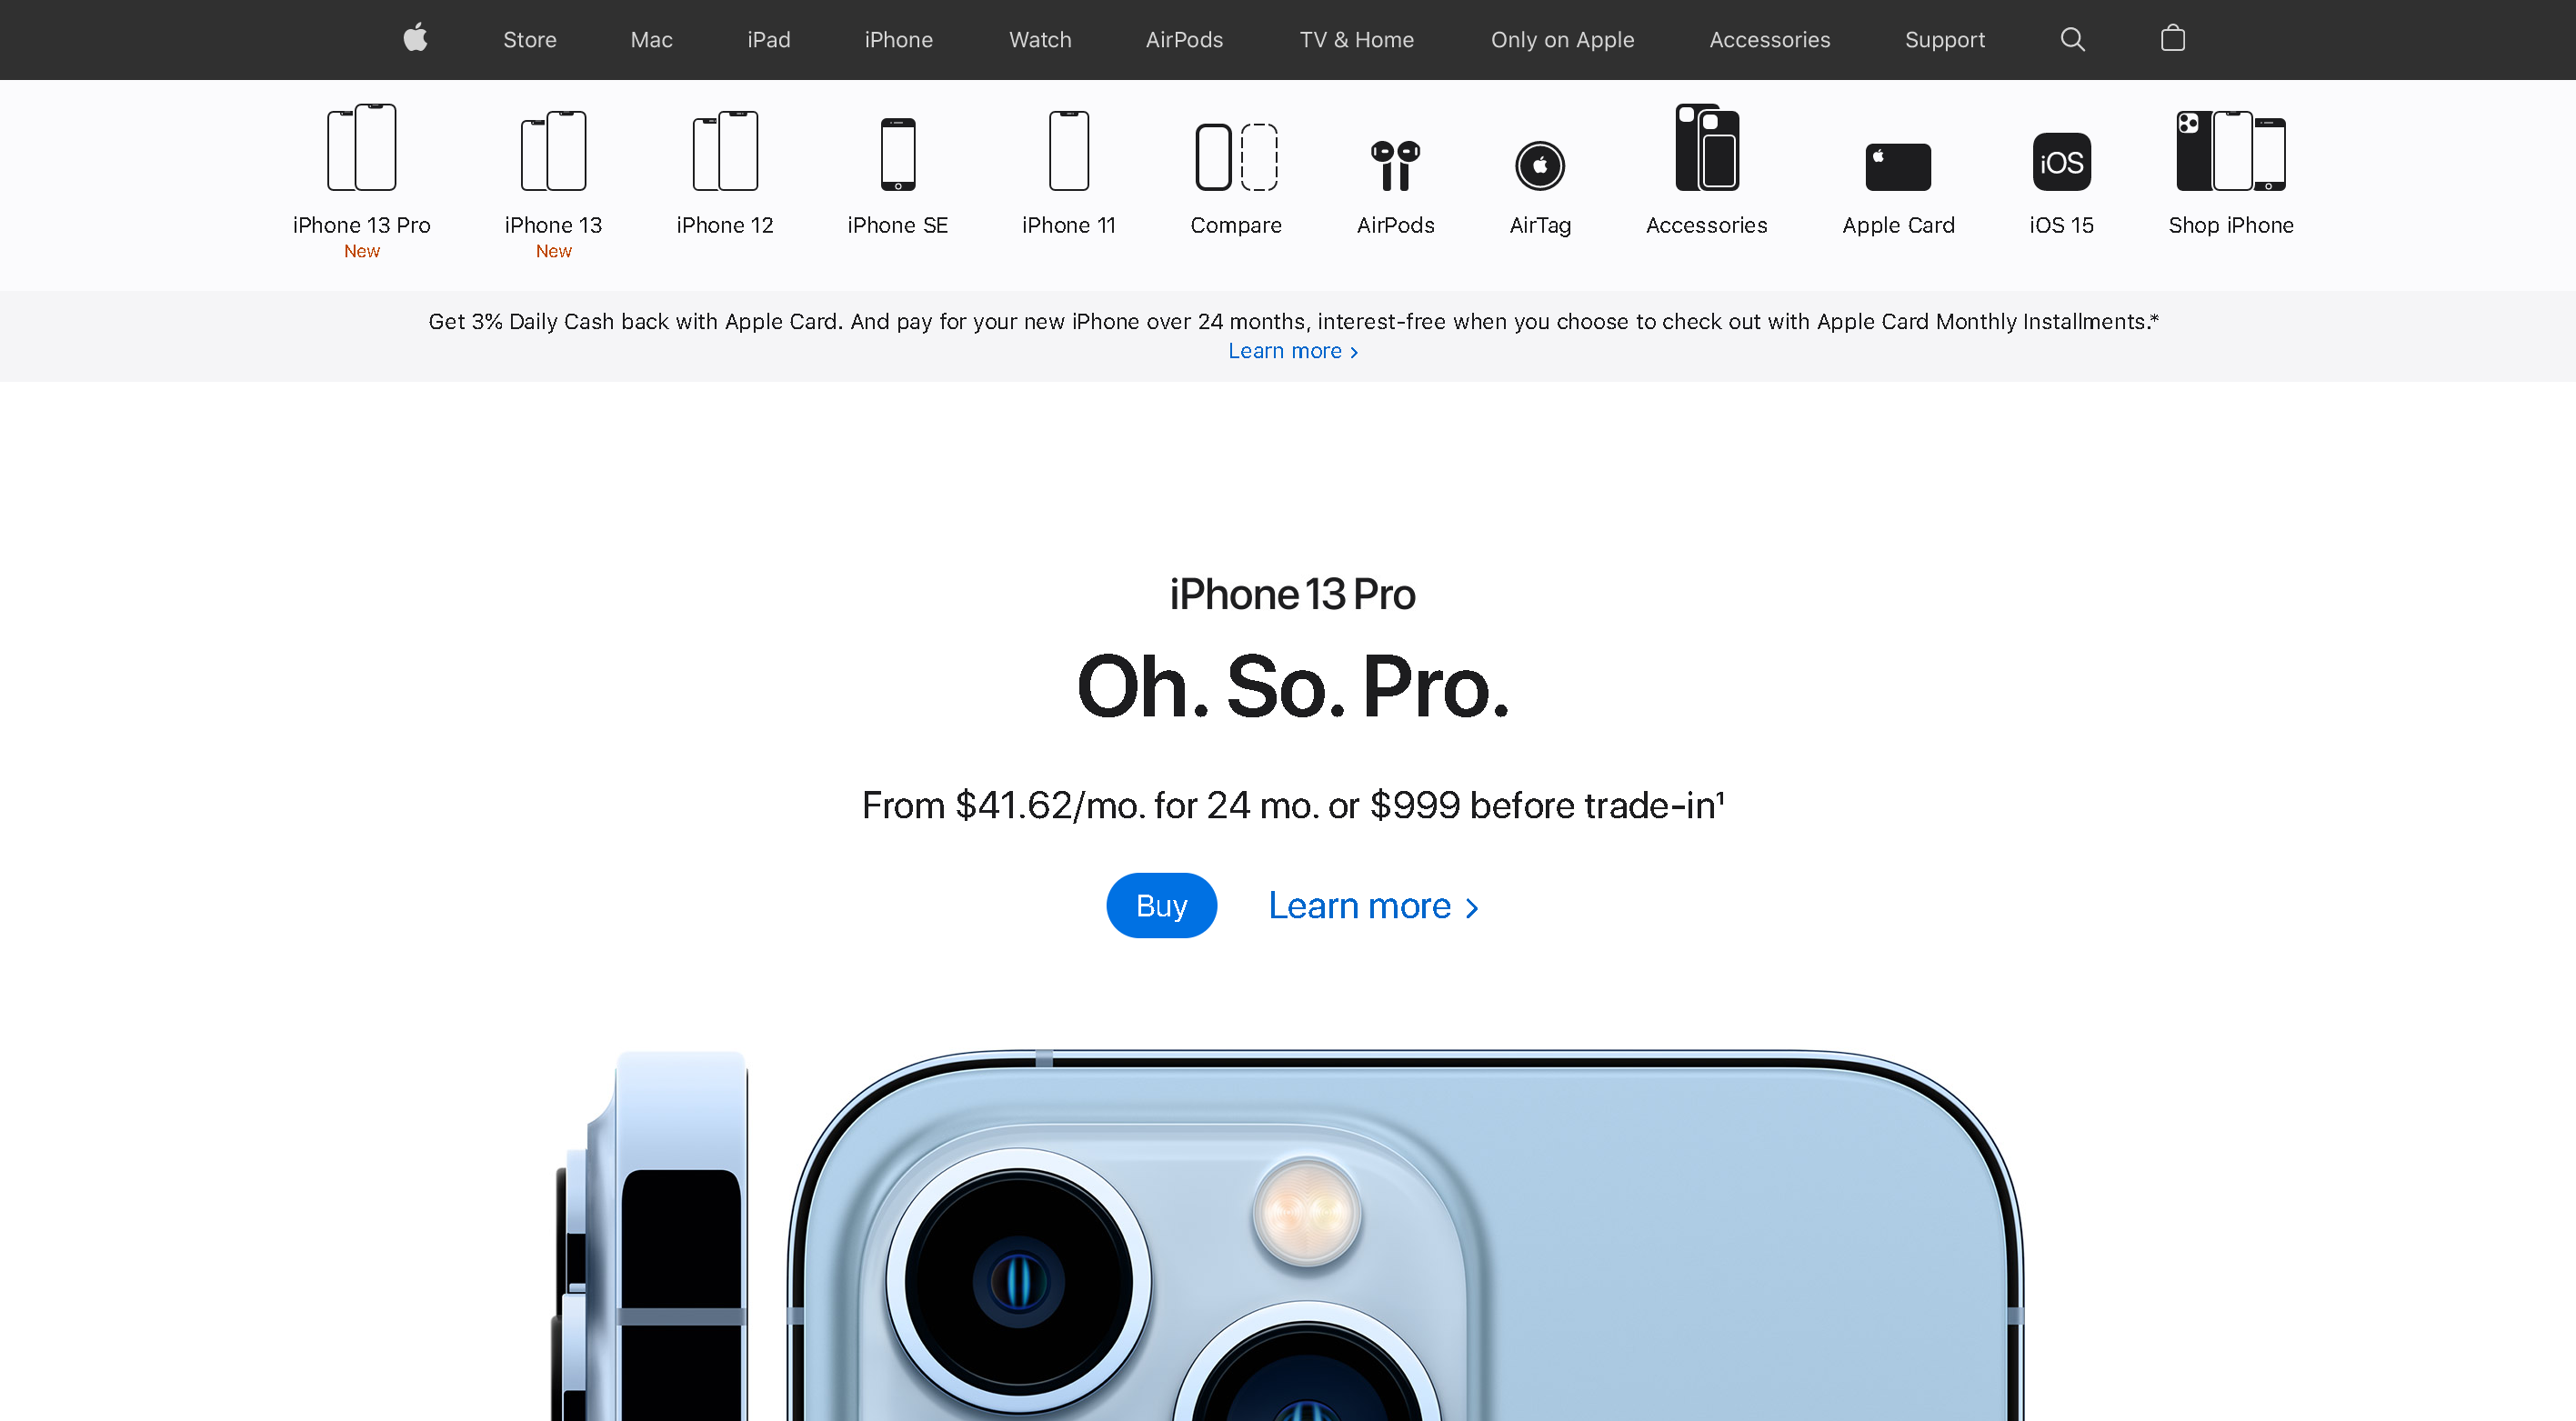 Store Mac iPad iPhone Watch AirPods TV & Home Only on Apple Accessories Support
iOS
iPhone 13 Pro iPhone 13 iPhone 12 iPhone SE iPhone 11 Compare AirPods AirTag Accessories Apple Card iOS 15 Shop iPhone
New New
Get 3% Daily Cash back with Apple Card. And pay for your new iPhone over 24 months, interest-free when you choose to check out with Apple Card Monthly Installments.*
Learn more >
iPhone 13 Pro
Oh. So. Pro.
From $41.62/mo. for 24 mo. or $999 before trade-in¹
Buy Learn more >